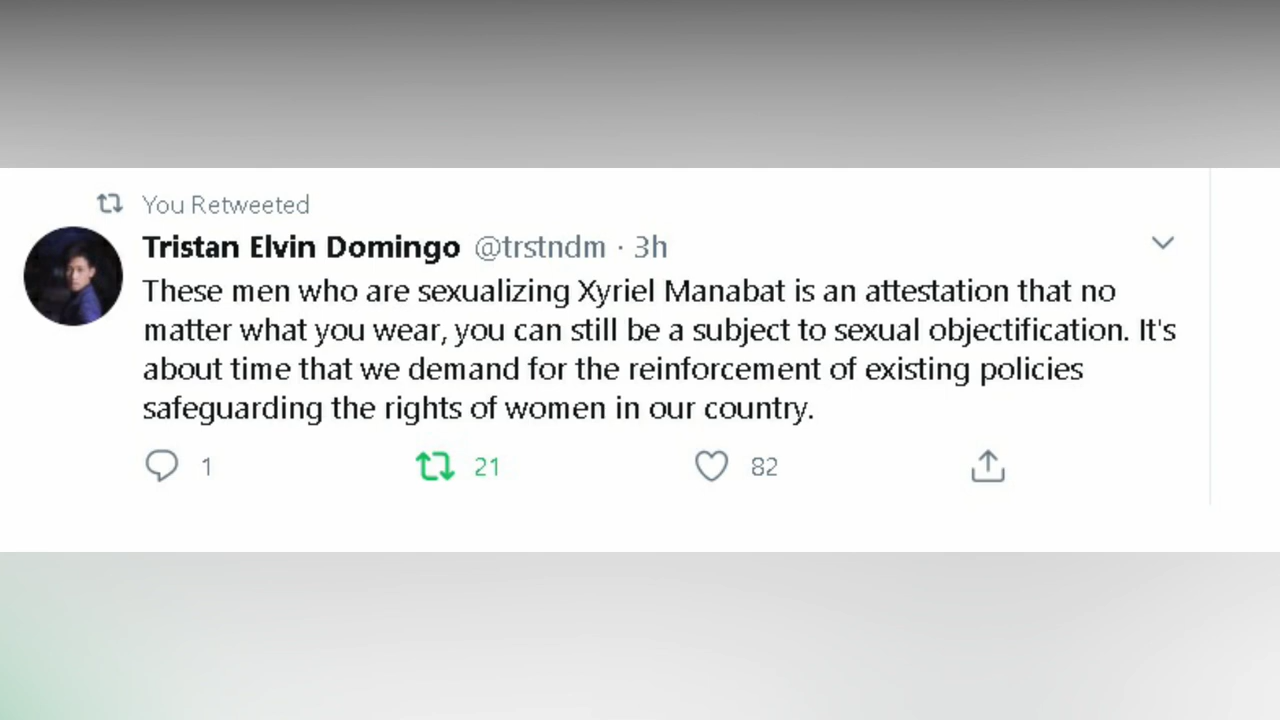 You Retweeted
Tristan Elvin Domingo @trstndm · 3h
These men who are sexualizing Xyriel Manabat is an attestation that no
matter what you wear, you can still be a subject to sexual objectification. It's
about time that we demand for the reinforcement of existing policies
safeguarding the rights of women in our country.
1 21 82